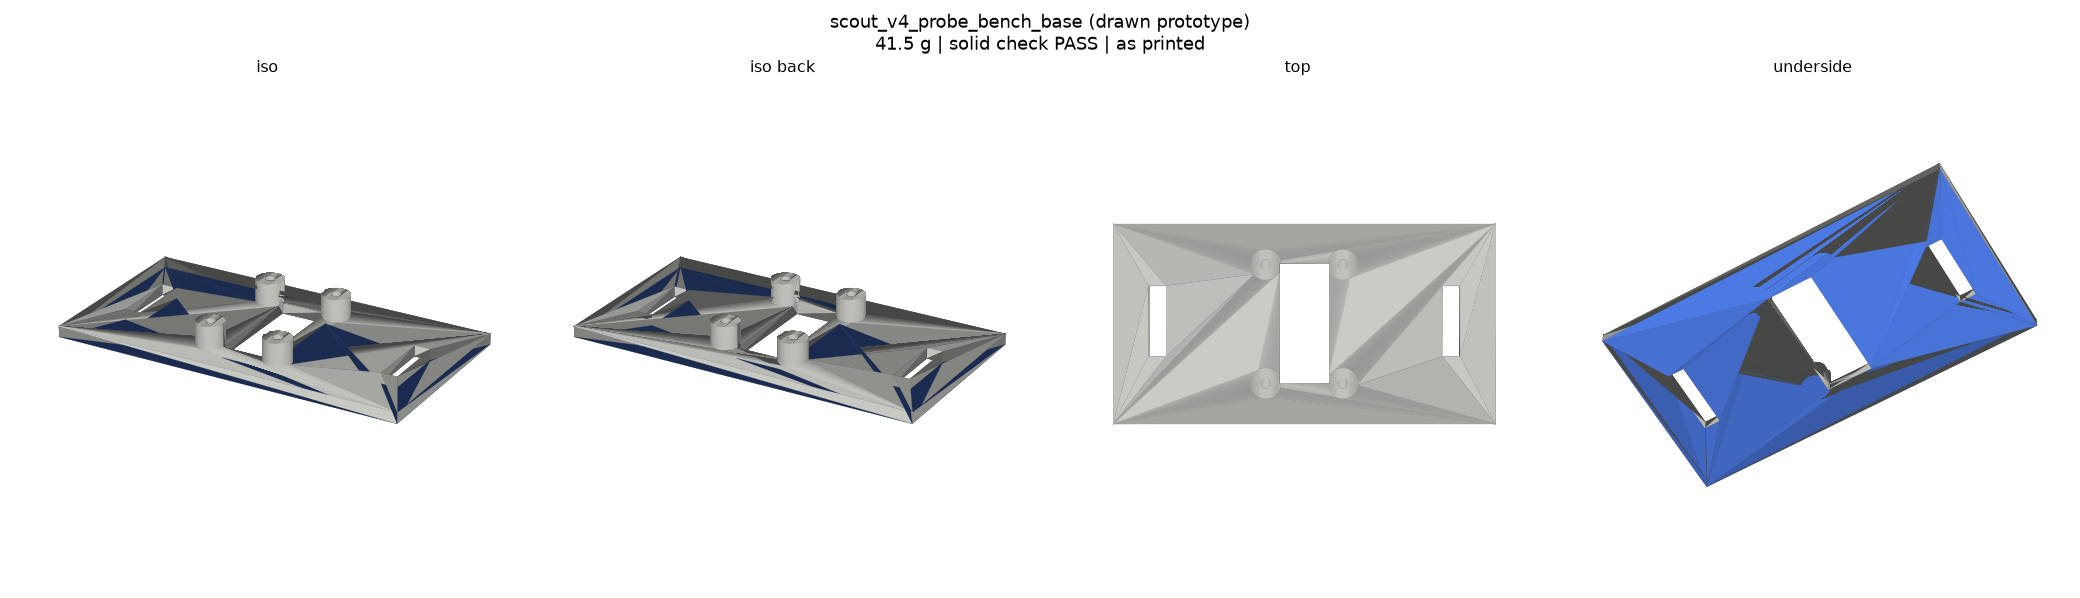 scout_v4_probe_bench_base (drawn prototype)
41.5 g | solid check PASS | as printed
iso
iso back
top
underside